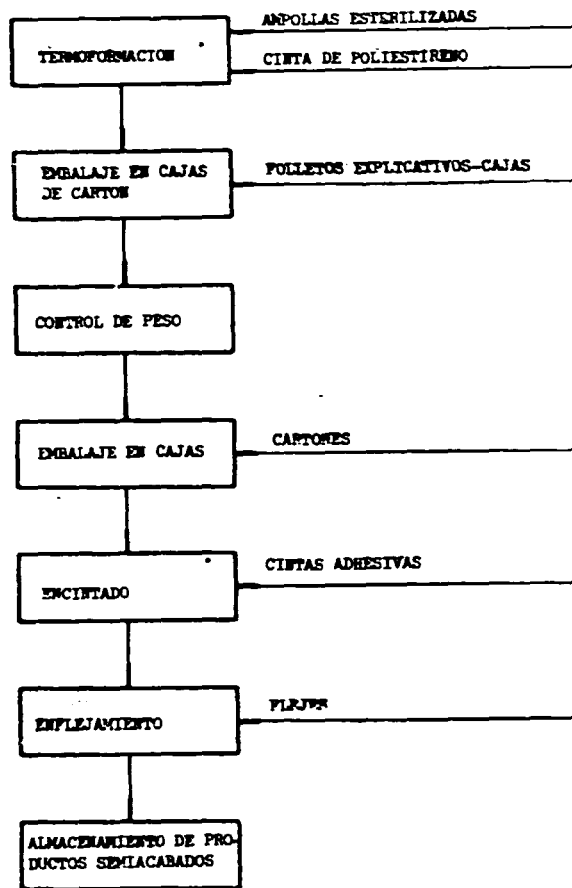 AMPOLLAS ESTERILIZADAS
TERMOFORMACION
CINTA DE POLIESTIRENO
EMBALAJE EN CAJAS
DE CARTON
FOLLETOS EXPLICATIVOS-CAJAS
CONTROL DE PESO
EMBALAJE EN CAJAS
CARTONES
CINTAS ADHESIVAS
ENCINTADO
FLEJES
ENFLEJAMIENTO
ALMACENAMIENTO DE PRO-
DUCTOS SEMIACABADOS